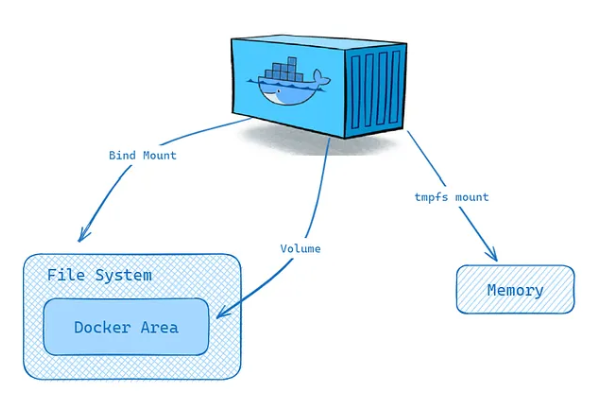 Bind Mount
tmpfs mount
Volume
File System
Docker Area
Memory